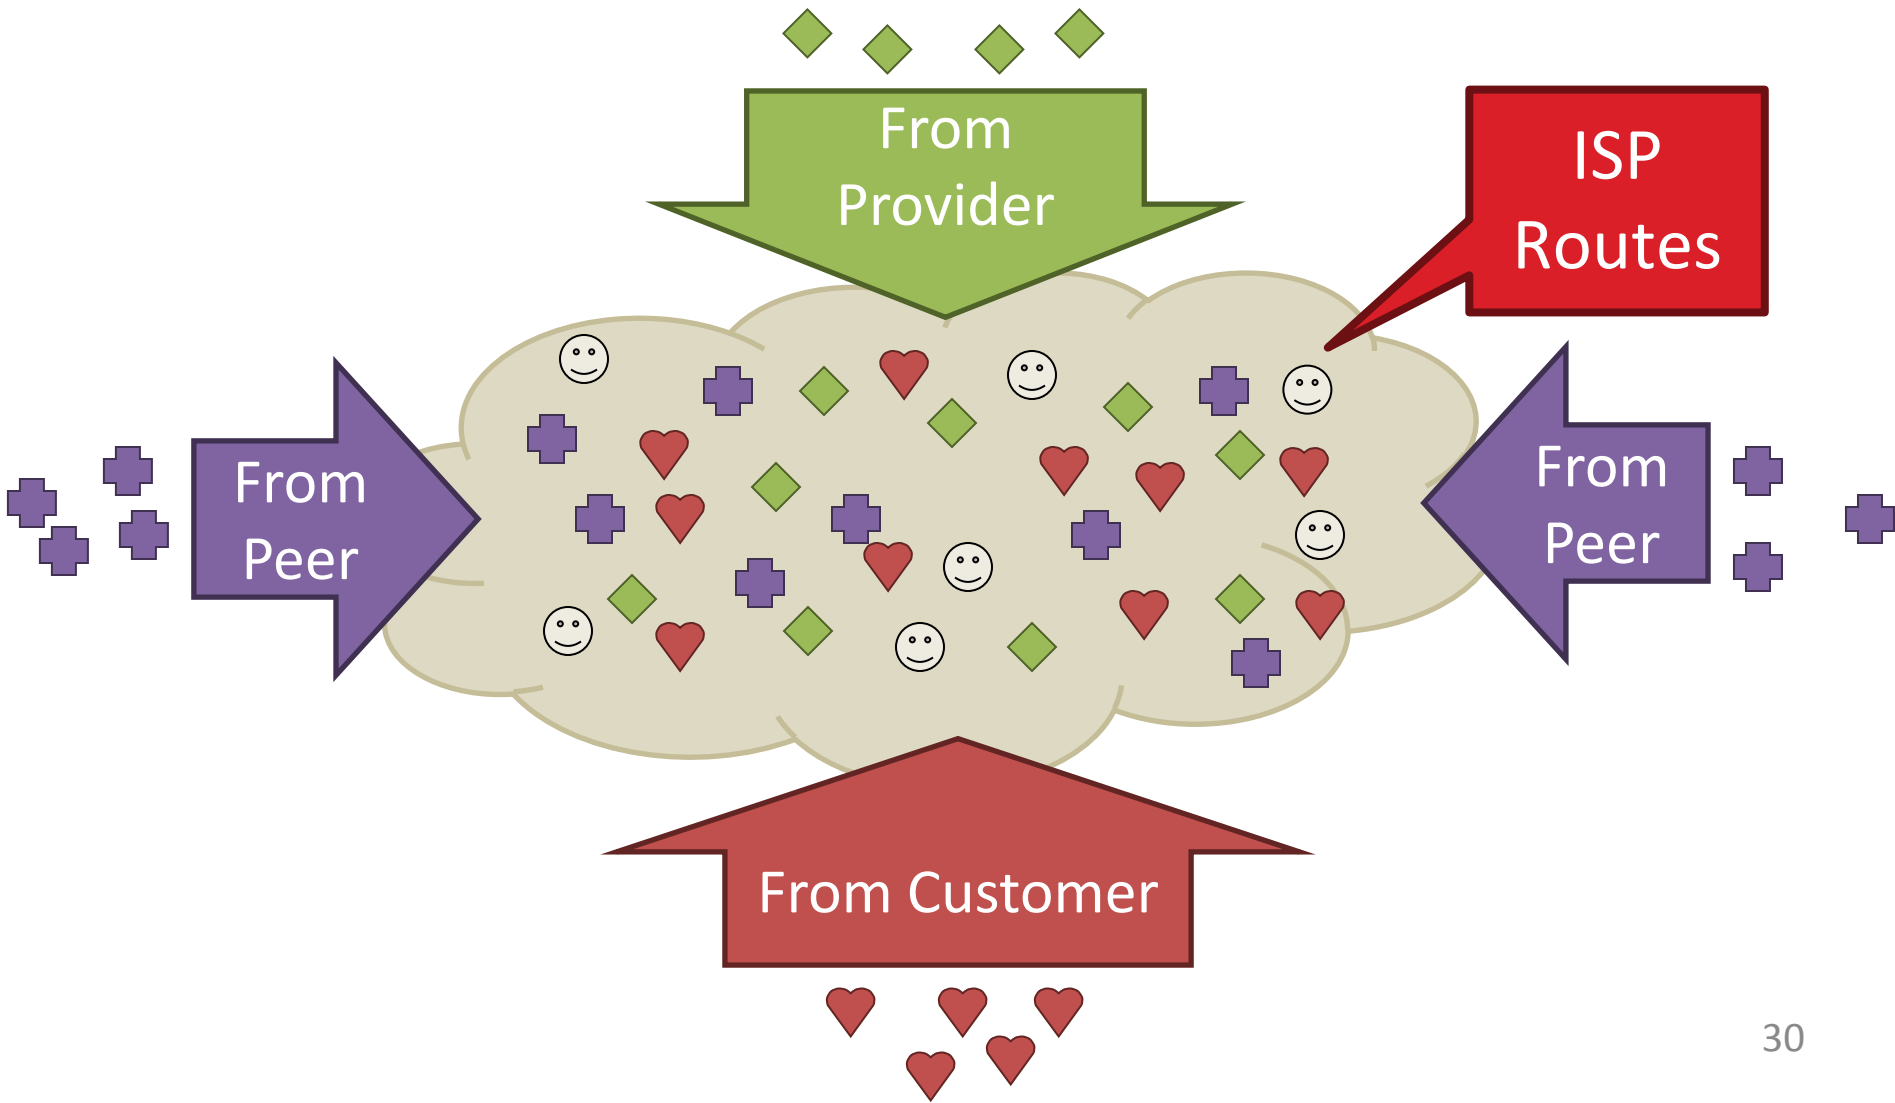 From
Provider
ISP
Routes
From
Peer
From
Peer
From Customer
30